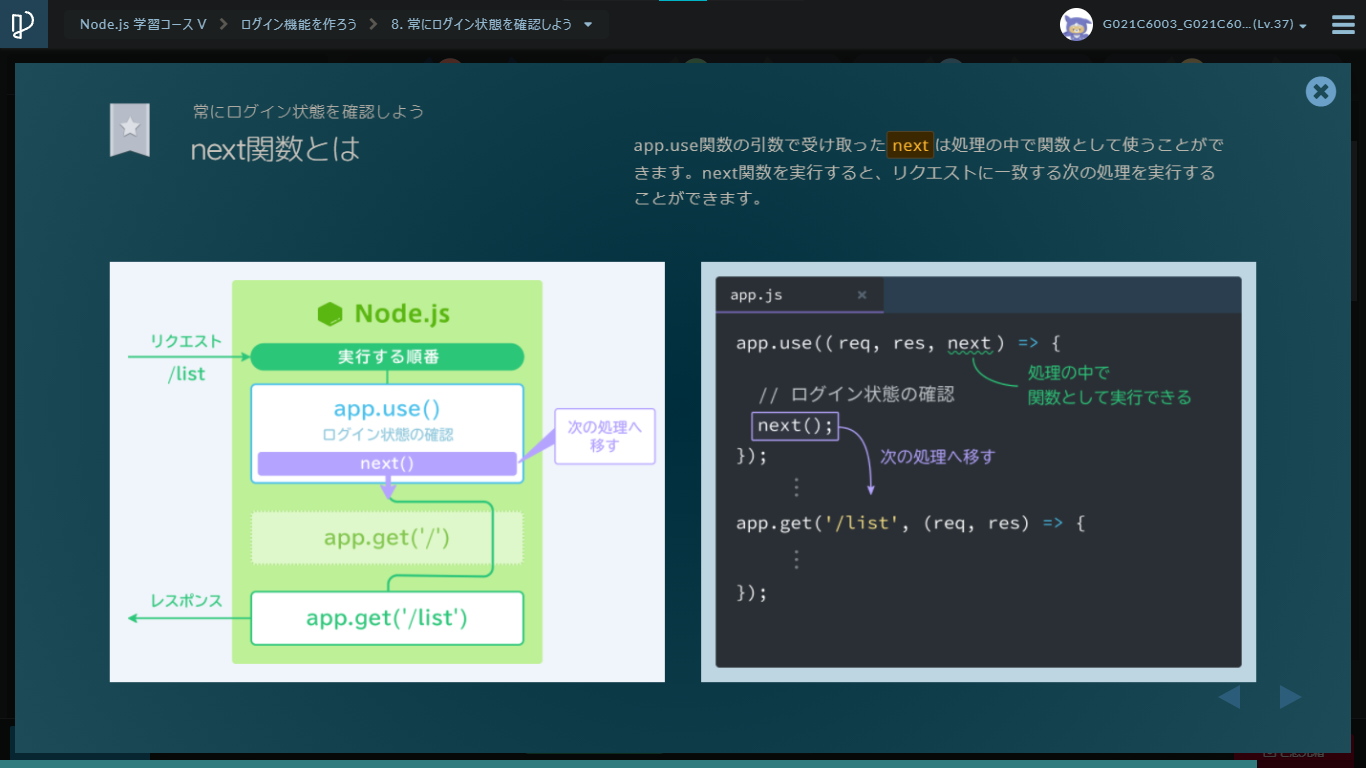 Node.js 学習コース V
ログイン機能を作ろう
8. 常にログイン状態を確認しよう
G021C6003_G021C60...(Lv.37)
常にログイン状態を確認しよう
next関数とは
app.use関数の引数で受け取った next は処理の中で関数として使うことがで
きます。next関数を実行すると、リクエストに一致する次の処理を実行する
ことができます。
Node.js
リクエスト
/list
実行する順番
app.use()
ログイン状態の確認
next()
次の処理へ
移す
app.get('/')
レスポンス
app.get('/list')
app.js ×
app.use((req, res, next) => {
処理の中で
関数として実行できる
// ログイン状態の確認
next();
次の処理へ移す
});
⋮
app.get('/list', (req, res) => {
⋮
});